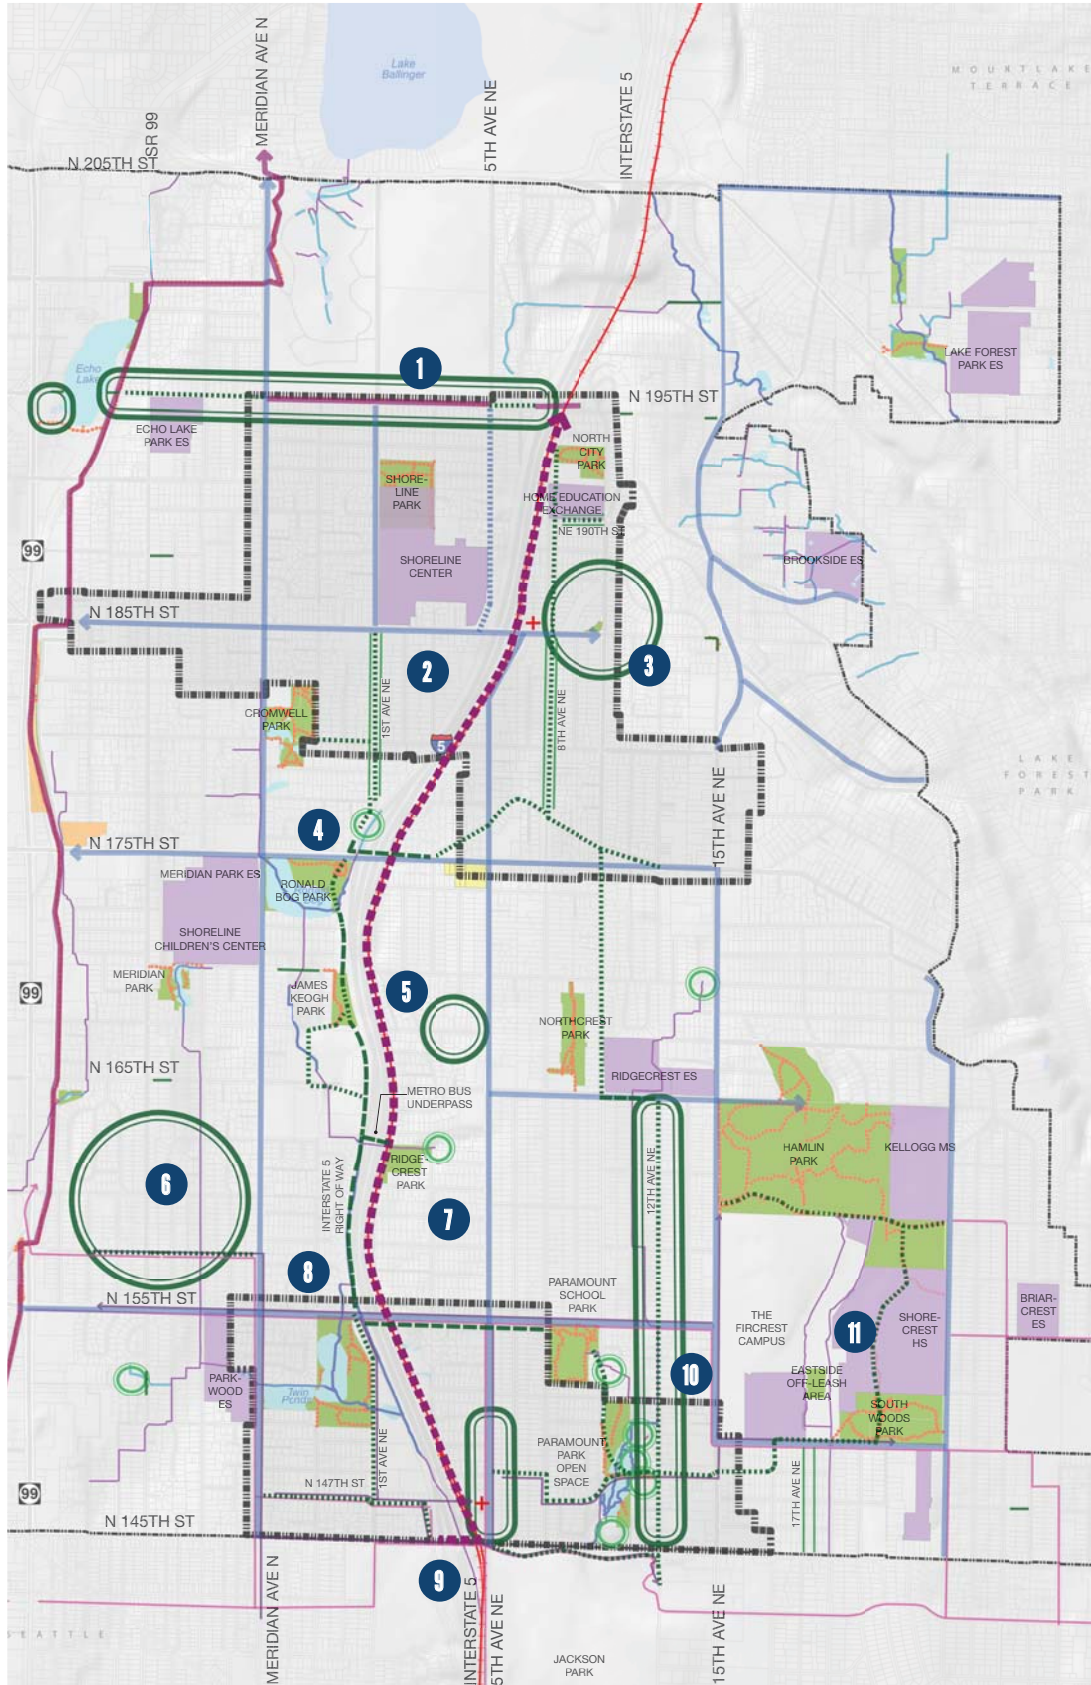 MERIDIAN AVE N
Lake
Ballinger
5TH AVE NE
INTERSTATE 5
MOUNTLAKE
TERRACE
SR 99
N 205TH ST
LAKE FOREST
PARK ES
1
Echo
Lake
N 195TH ST
ECHO LAKE
PARK ES
NORTH
CITY
PARK
SHORE-
LINE
PARK
HOME EDUCATION
EXCHANGE
NE 190TH ST
99
SHORELINE
CENTER
BROOKSIDE ES
N 185TH ST
2
3
CROMWELL
PARK
1ST AVE NE
8TH AVE NE
5
LAKE
FOREST
PARK
15TH AVE NE
4
N 175TH ST
MERIDIAN PARK ES
RONALD
BOG PARK
SHORELINE
CHILDREN'S CENTER
MERIDIAN
PARK
99
JAMES
KEOGH
PARK
5
NORTHCREST
PARK
N 165TH ST
RIDGECREST ES
METRO BUS
UNDERPASS
HAMLIN
PARK
KELLOGG MS
RIDGE-
CREST
PARK
INTERSTATE 5
RIGHT OF WAY
12TH AVE NE
6
7
8
N 155TH ST
PARAMOUNT
SCHOOL
PARK
THE
FIRCREST
CAMPUS
11
SHORE-
CREST
HS
BRIAR-
CREST
ES
10
PARK-
WOOD
ES
Twin
Ponds
EASTSIDE
OFF-LEASH
AREA
SOUTH
WOODS
PARK
1ST AVE NE
PARAMOUNT
PARK
OPEN
SPACE
N 147TH ST
17TH AVE NE
99
N 145TH ST
9
MERIDIAN AVE N
INTERSTATE 5
5TH AVE NE
15TH AVE NE
SEATTLE
JACKSON
PARK